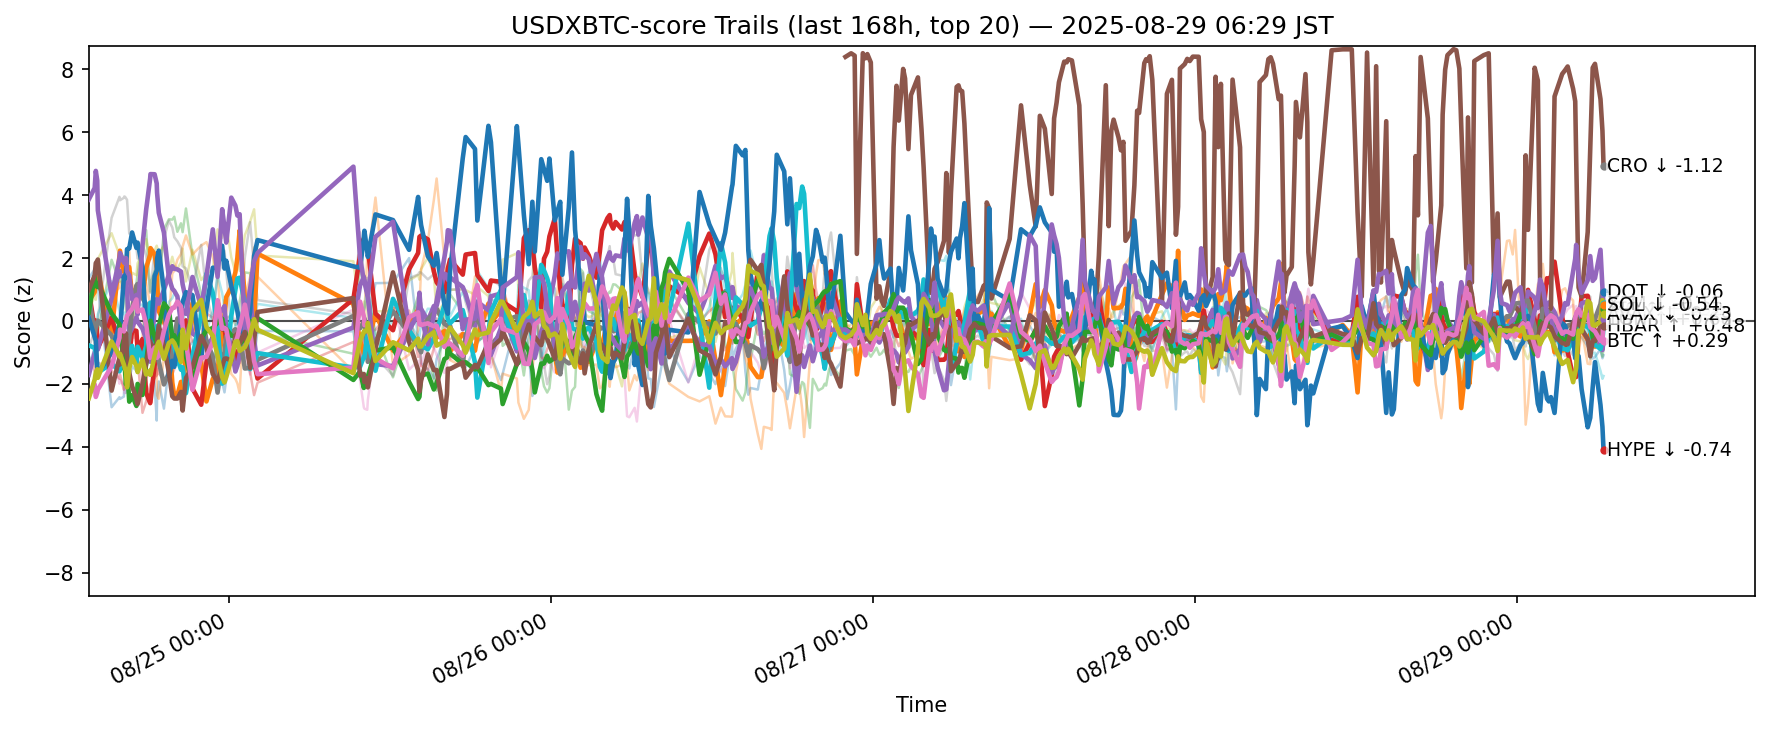 USDXBTC-score Trails (last 168h, top 20) — 2025-08-29 06:29 JST
Score (z)
8
6
4
2
0
−2
−4
−6
−8
CRO ↓ -1.12
DOT ↓ -0.06
SOL ↓ -0.54
HBAR ↑ +0.48
BTC ↑ +0.29
HYPE ↓ -0.74
08/25 00:00
08/26 00:00
08/27 00:00
08/28 00:00
08/29 00:00
Time